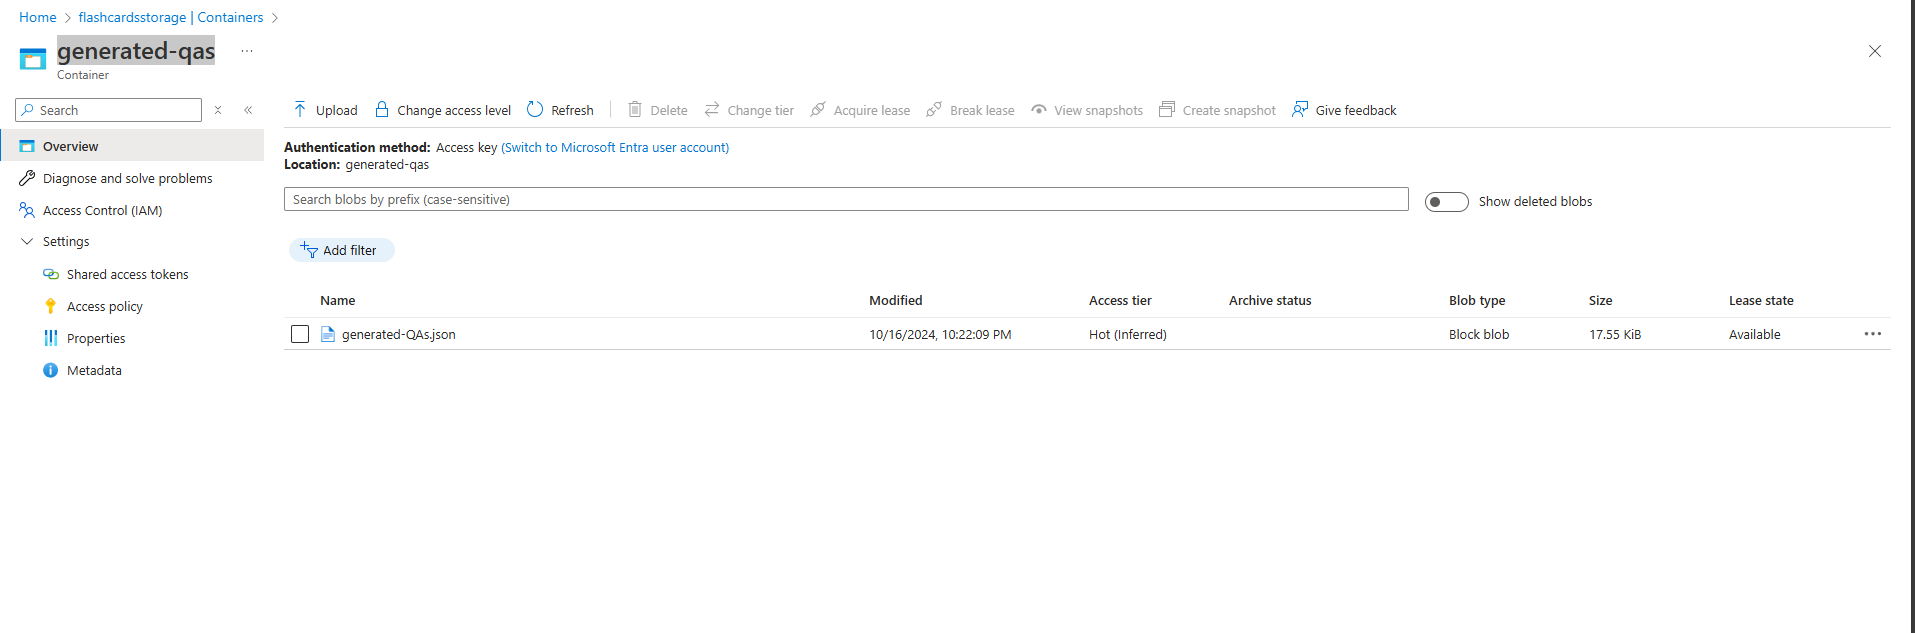 Home > flashcardsstorage | Containers >
generated-qas ...
Container
Search
Upload Change access level Refresh Delete Change tier Acquire lease Break lease View snapshots Create snapshot Give feedback
Overview
Diagnose and solve problems
Access Control (IAM)
Settings
Shared access tokens
Access policy
Properties
Metadata
Authentication method: Access key (Switch to Microsoft Entra user account)
Location: generated-qas
Search blobs by prefix (case-sensitive)
Show deleted blobs
Add filter
Name Modified Access tier Archive status Blob type Size Lease state
generated-QAs.json 10/16/2024, 10:22:09 PM Hot (Inferred) Block blob 17.55 KiB Available